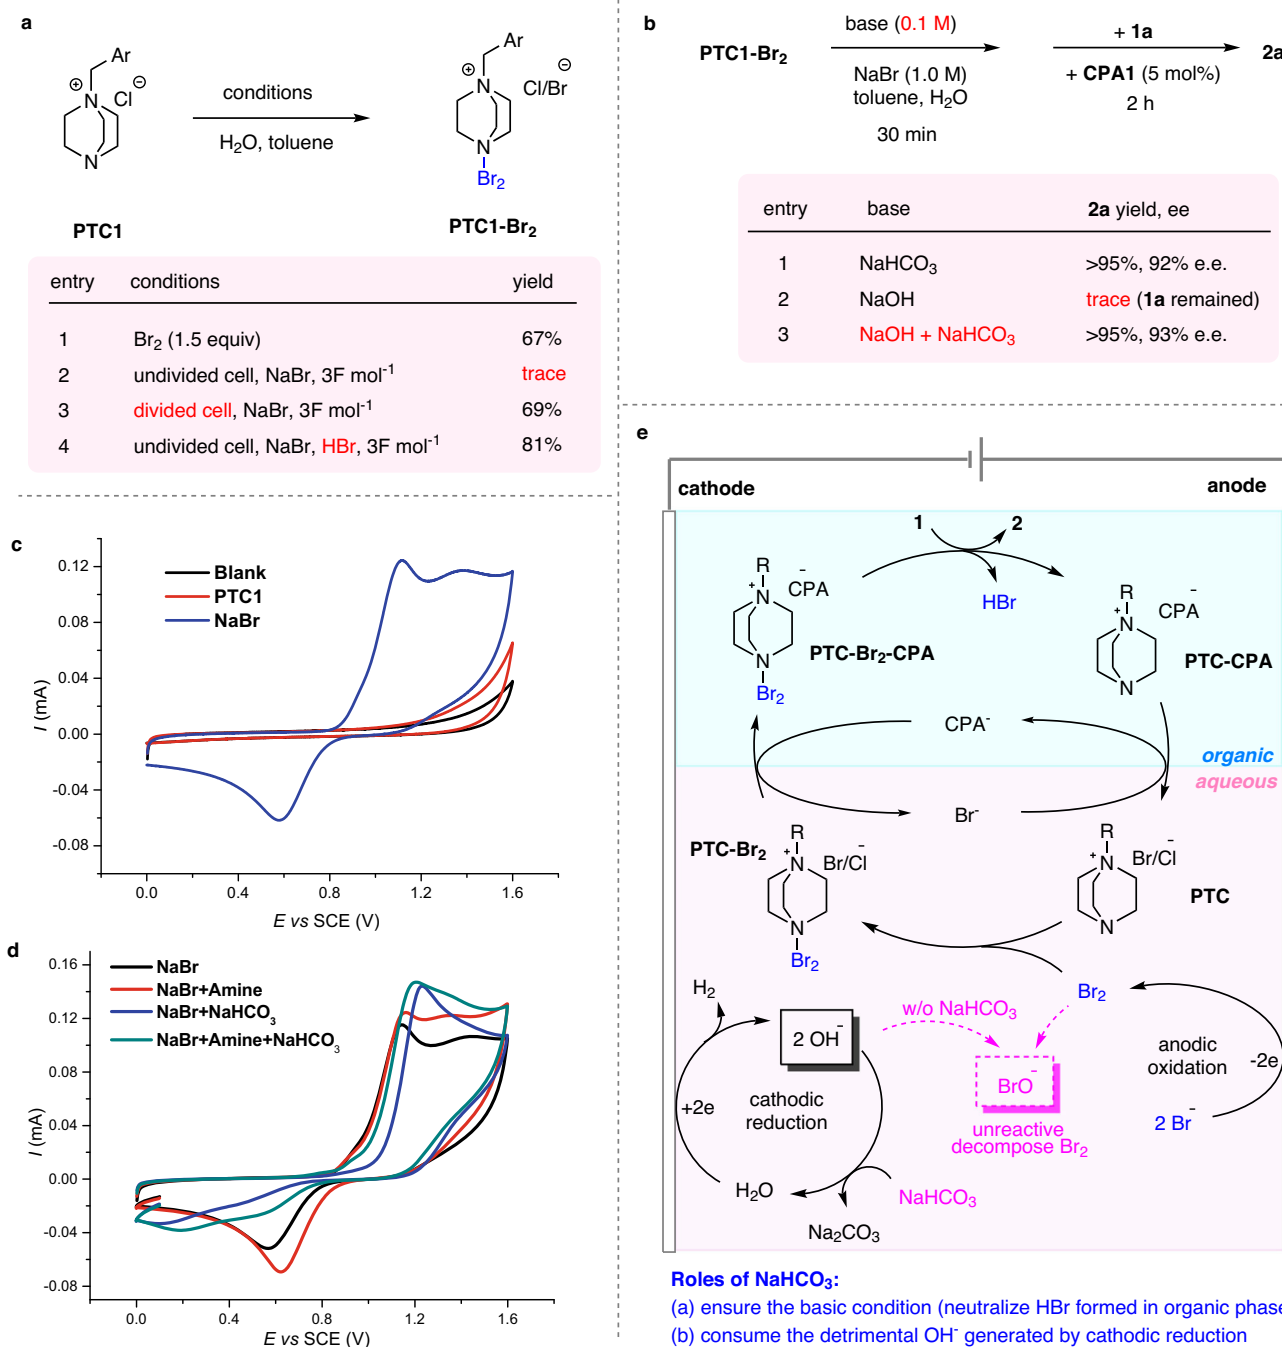 a
Ar
⊕
N
Cl⊖
N
PTC1
conditions
H2O, toluene
Ar
⊕
N
⊖
Cl/Br
N
Br2
PTC1-Br2
entry conditions yield
1 Br2 (1.5 equiv) 67%
2 undivided cell, NaBr, 3F mol-1 trace
3 divided cell, NaBr, 3F mol-1 69%
4 undivided cell, NaBr, HBr, 3F mol-1 81%
b
PTC1-Br2
base (0.1 M)
NaBr (1.0 M)
toluene, H2O
30 min
+ 1a
+ CPA1 (5 mol%)
2 h
2a
entry base 2a yield, ee
1 NaHCO3 >95%, 92% e.e.
2 NaOH trace (1a remained)
3 NaOH + NaHCO3 >95%, 93% e.e.
c
Blank
PTC1
NaBr
I (mA)
0.12
0.08
0.04
0.00
-0.04
-0.08
0.0 0.4 0.8 1.2 1.6
E vs SCE (V)
d
NaBr
NaBr+Amine
NaBr+NaHCO3
NaBr+Amine+NaHCO3
I (mA)
0.16
0.12
0.08
0.04
0.00
-0.04
-0.08
0.0 0.4 0.8 1.2 1.6
E vs SCE (V)
e
cathode anode
1 2
HBr
R
+
N
CPA-
N
Br2
PTC-Br2-CPA
R
+
N
CPA-
N
PTC-CPA
CPA-
organic
aqueous
Br-
PTC-Br2
R
+
N
Br/Cl-
N
Br2
R
+
N
Br/Cl-
N
PTC
H2
2 OH-
w/o NaHCO3
Br2
BrO-
unreactive
decompose Br2
anodic
oxidation
-2e
2 Br-
+2e
cathodic
reduction
H2O
NaHCO3
Na2CO3
Roles of NaHCO3:
(a) ensure the basic condition (neutralize HBr formed in organic phase
(b) consume the detrimental OH- generated by cathodic reduction